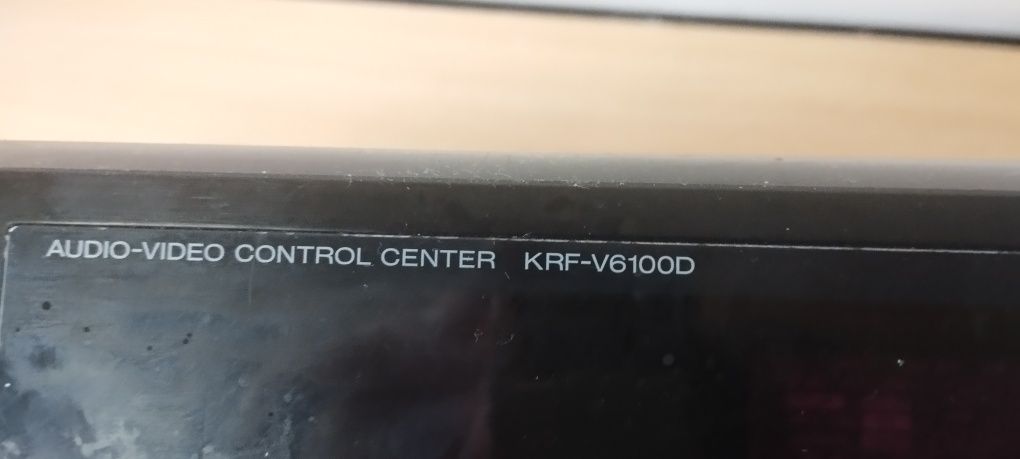 AUDIO-VIDEO CONTROL CENTER KRF-V6100D